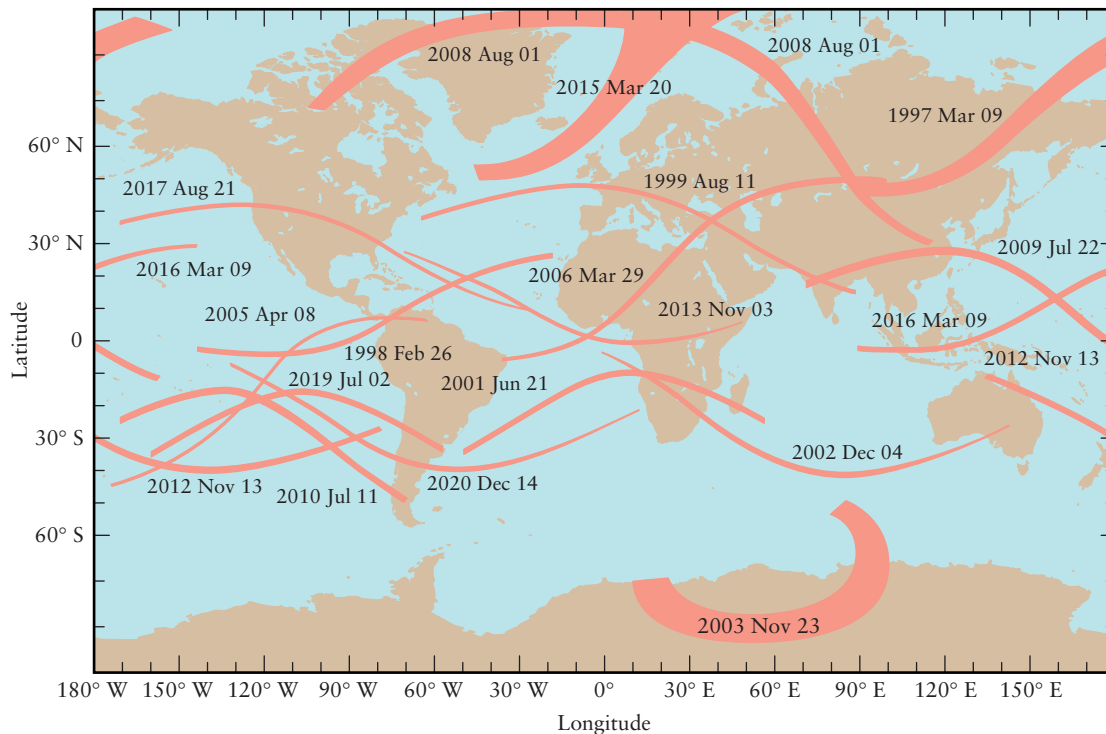 2008 Aug 01
2008 Aug 01
2015 Mar 20
1997 Mar 09
60° N
2017 Aug 21
1999 Aug 11
30° N
2009 Jul 22
2016 Mar 09
2006 Mar 29
2013 Nov 03
2005 Apr 08
2016 Mar 09
0
1998 Feb 26
2012 Nov 13
Latitude
2019 Jul 02
2001 Jun 21
30° S
2002 Dec 04
2012 Nov 13
2020 Dec 14
2010 Jul 11
60° S
2003 Nov 23
180° W 150° W 120° W 90° W 60° W 30° W 0° 30° E 60° E 90° E 120° E 150° E
Longitude